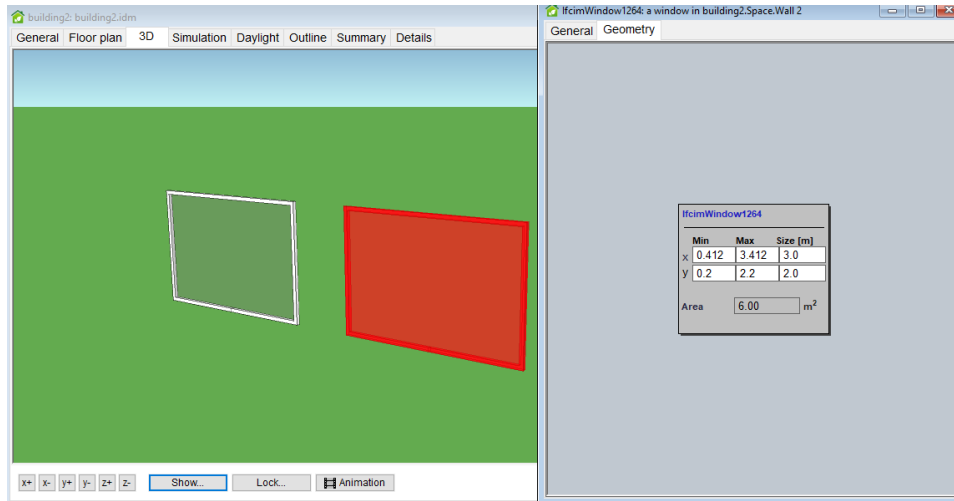 building2: building2.idm
General Floor plan 3D Simulation Daylight Outline Summary Details
x+ x- y+ y- z+ z- Show... Lock... Animation
IfcimWindow1264: a window in building2.Space.Wall 2
General Geometry
IfcimWindow1264
Min Max Size [m]
x 0.412 3.412 3.0
y 0.2 2.2 2.0
Area 6.00 m²